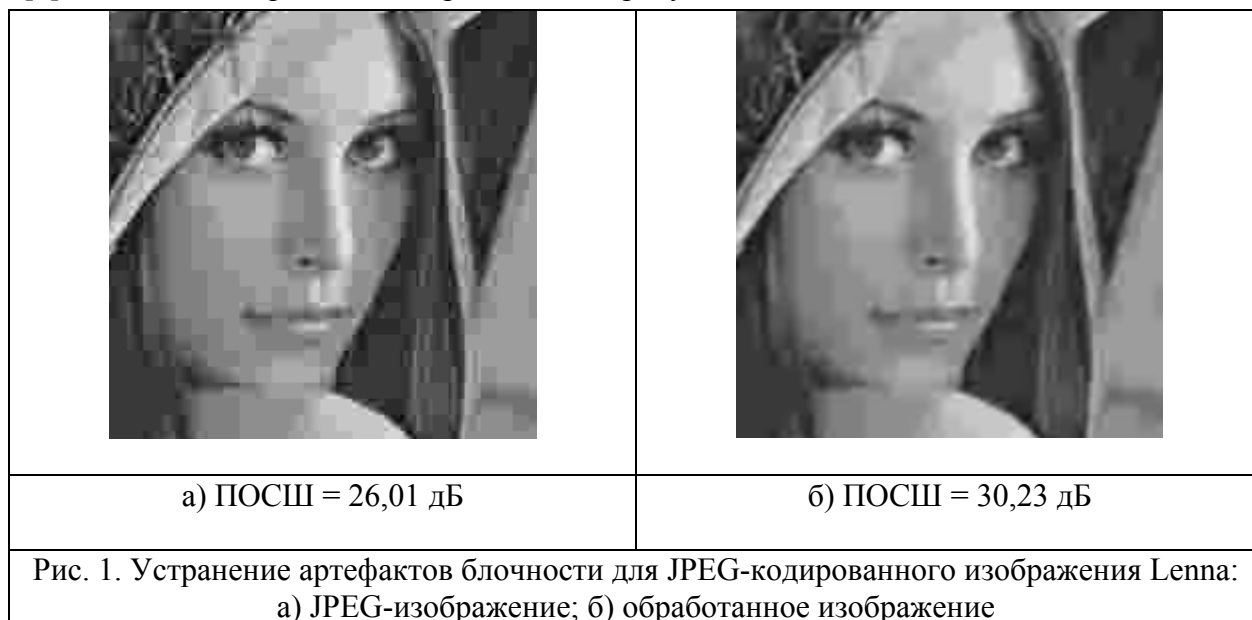 а) ПОСШ = 26,01 дБ
б) ПОСШ = 30,23 дБ
Рис. 1. Устранение артефактов блочности для JPEG-кодированного изображения Lenna:
а) JPEG-изображение; б) обработанное изображение